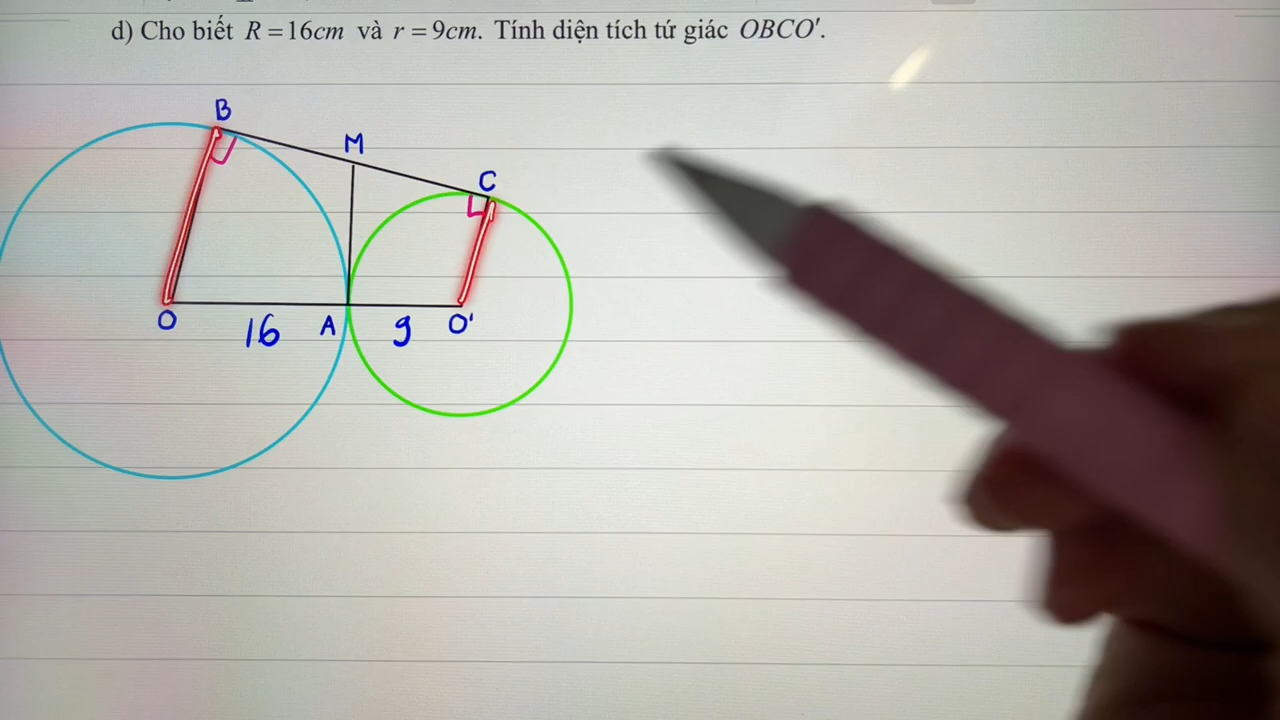 d) Cho biết R = 16cm và r = 9cm. Tính diện tích tứ giác OBCO'.
B
M
C
O
16
A
9
O'